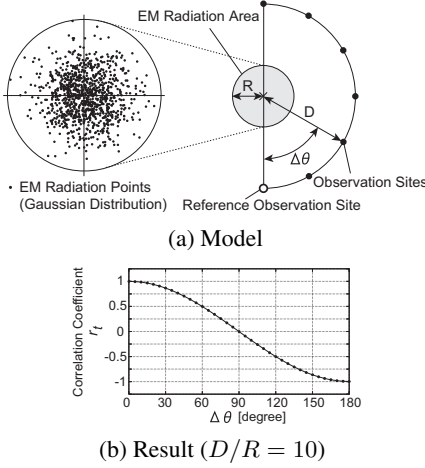 EM Radiation Area
R
D
Δθ
• EM Radiation Points
(Gaussian Distribution)
Observation Sites
Reference Observation Site
(a) Model
Correlation Coefficient
r_t
1
0.5
0
-0.5
-1
0 30 60 90 120 150 180
Δ θ [degree]
(b) Result (D/R = 10)